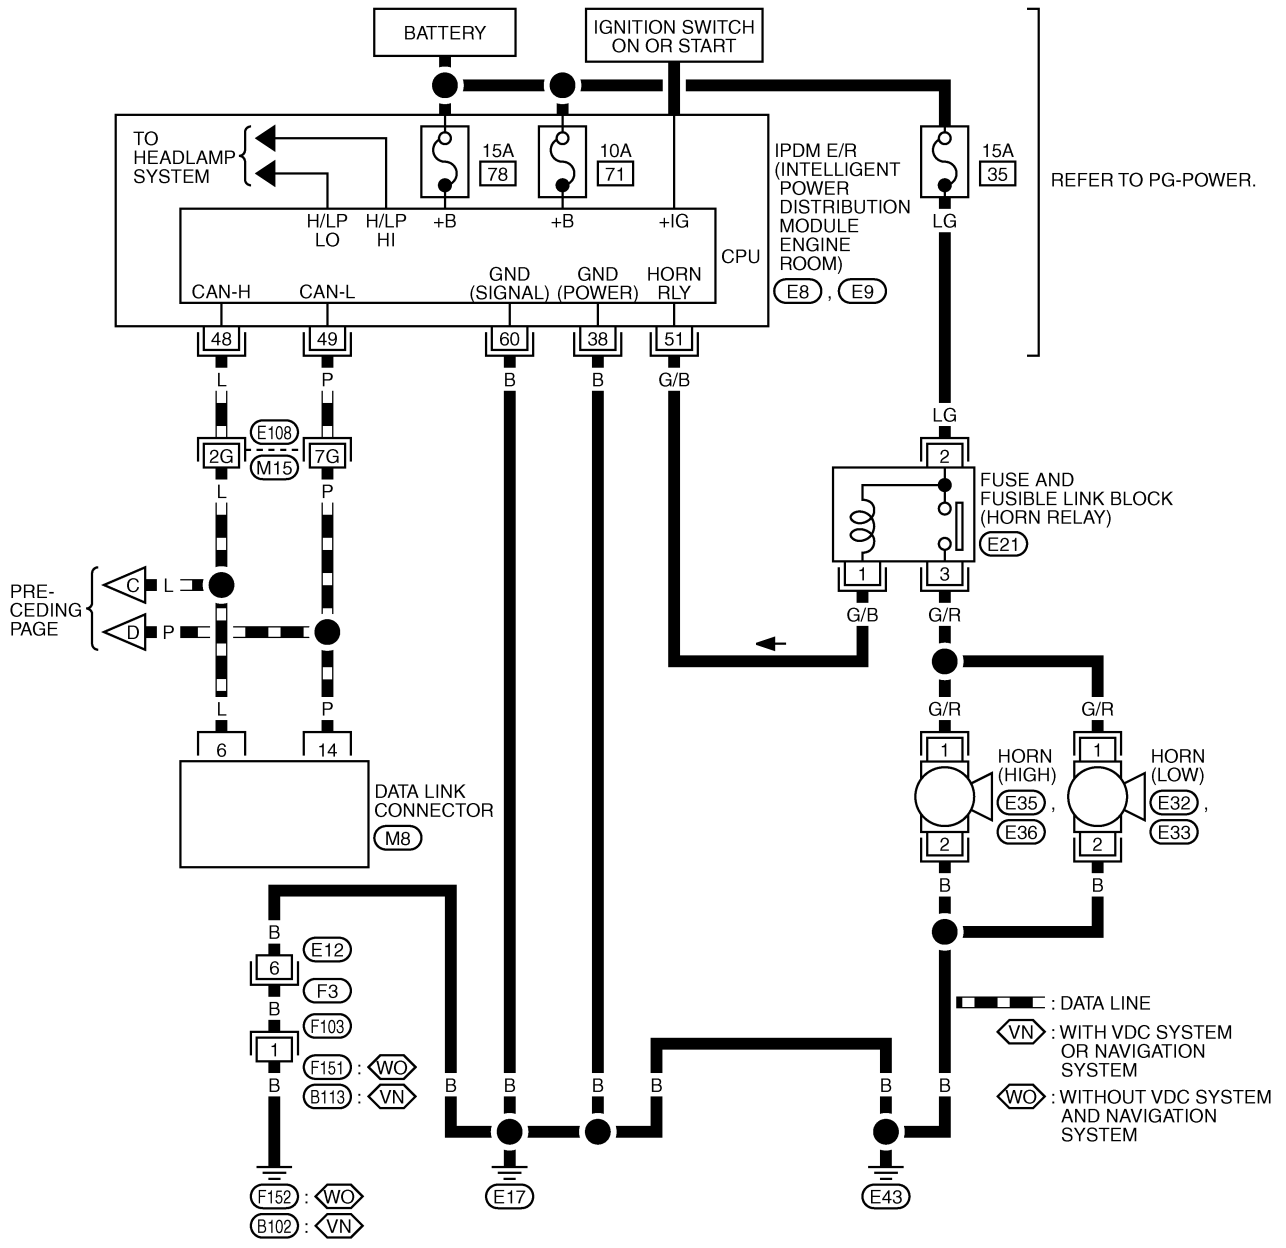 BATTERY
IGNITION SWITCH
ON OR START
TO
HEADLAMP
SYSTEM
15A
78
10A
71
15A
35
REFER TO PG-POWER.
IPDM E/R
(INTELLIGENT
POWER
DISTRIBUTION
MODULE
ENGINE
ROOM)
E8 , E9
H/LP
LO
H/LP
HI
+B
+B
+IG
LG
CPU
CAN-H
CAN-L
GND
(SIGNAL)
GND
(POWER)
HORN
RLY
48
49
60
38
51
L
P
B
B
G/B
LG
E108
2G
7G
M15
2
L
P
FUSE AND
FUSIBLE LINK BLOCK
(HORN RELAY)
E21
1
3
PRE-
CEDING
PAGE
C
L
D
P
G/B
G/R
L
P
G/R
G/R
6
14
1
1
DATA LINK
CONNECTOR
M8
HORN
(HIGH)
E35 ,
E36
HORN
(LOW)
E32 ,
E33
2
2
B
B
B
E12
6
F3
B
F103
1
F151 : WO
B113 : VN
B
B
B
B
B
B
B
: DATA LINE
VN : WITH VDC SYSTEM
OR NAVIGATION
SYSTEM
WO : WITHOUT VDC SYSTEM
AND NAVIGATION
SYSTEM
F152 : WO
B102 : VN
E17
E43